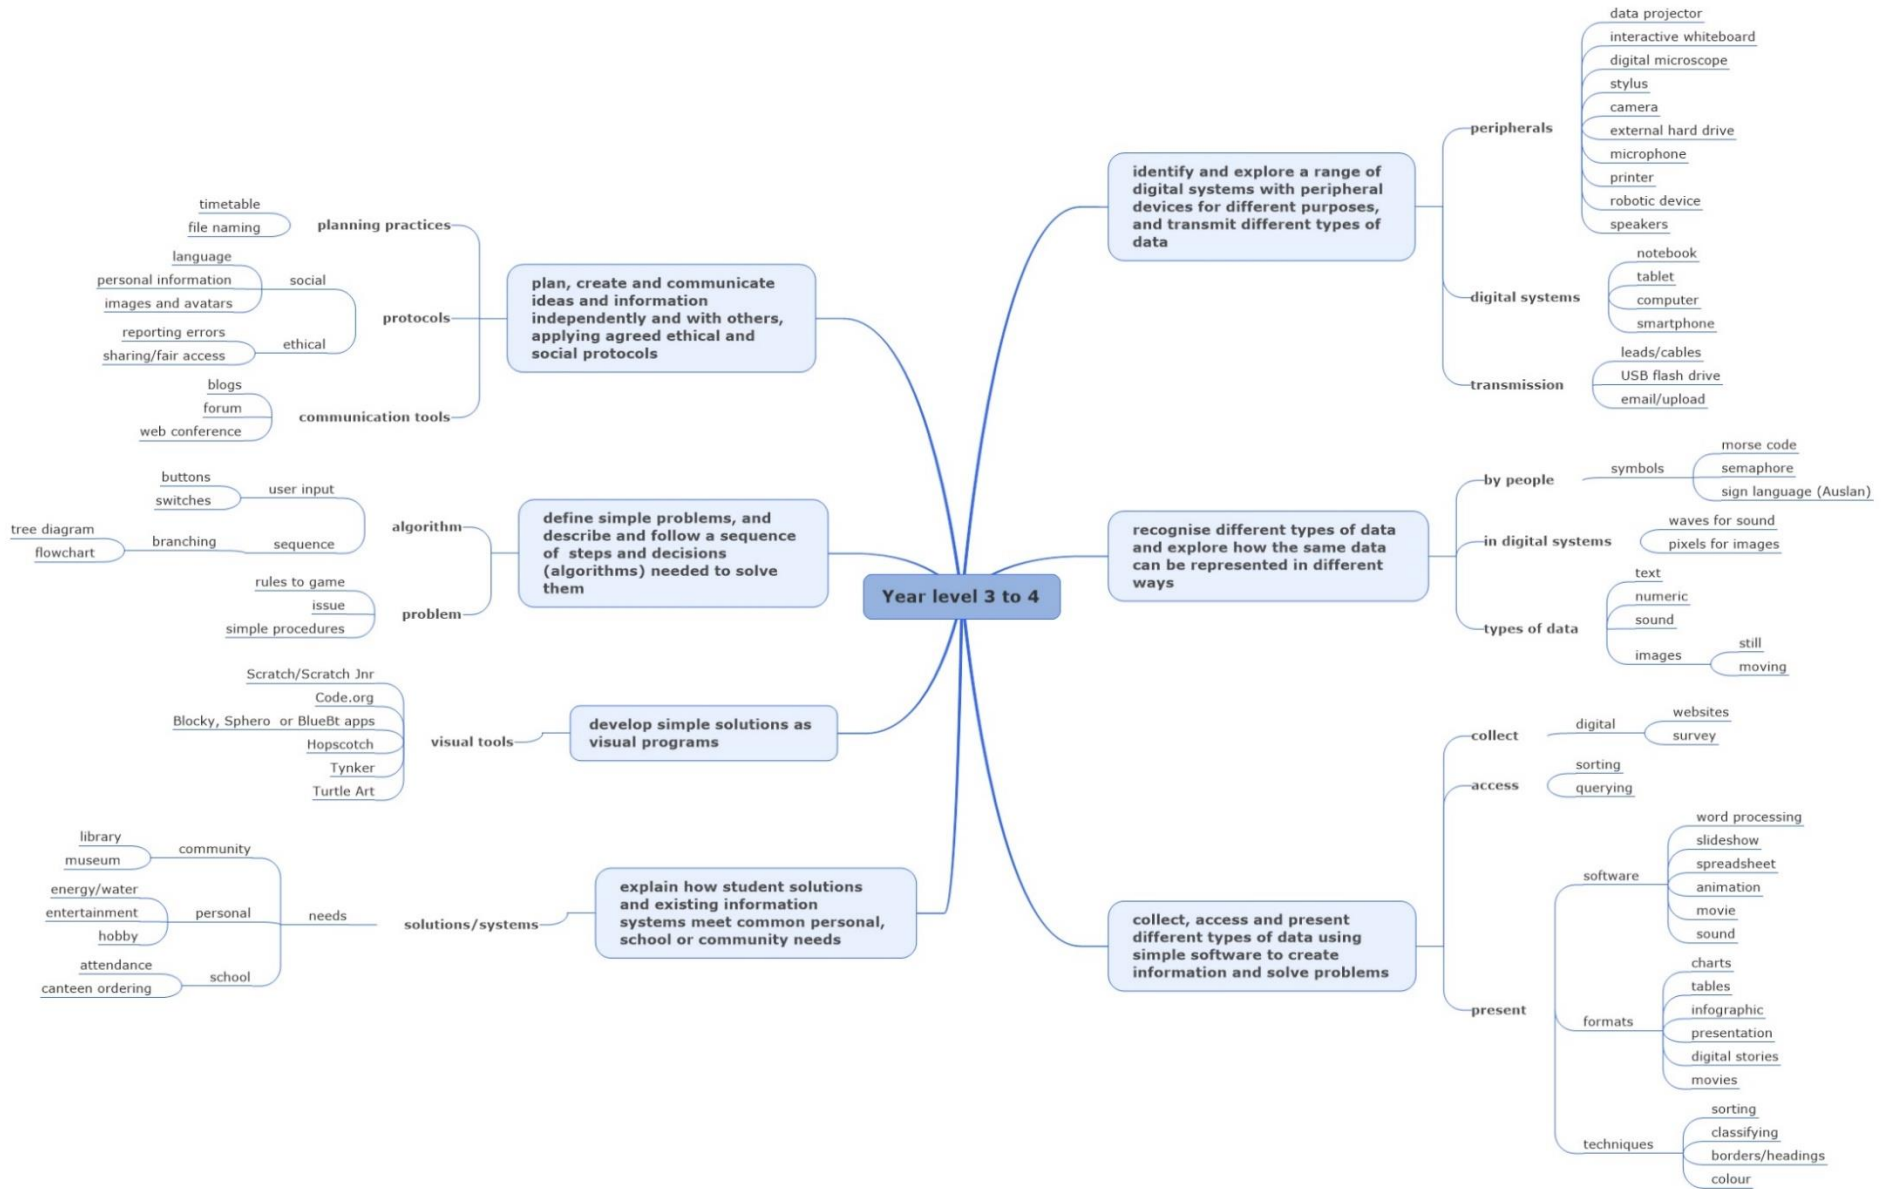 Year level 3 to 4
identify and explore a range of
digital systems with peripheral
devices for different purposes,
and transmit different types of
data
peripherals
data projector
interactive whiteboard
digital microscope
stylus
camera
external hard drive
microphone
printer
robotic device
speakers
digital systems
notebook
tablet
computer
smartphone
transmission
leads/cables
USB flash drive
email/upload
recognise different types of data
and explore how the same data
can be represented in different
ways
by people
symbols
morse code
semaphore
sign language (Auslan)
in digital systems
waves for sound
pixels for images
types of data
text
numeric
sound
images
still
moving
collect, access and present
different types of data using
simple software to create
information and solve problems
collect
digital
websites
survey
access
sorting
querying
present
software
word processing
slideshow
spreadsheet
animation
movie
sound
formats
charts
tables
infographic
presentation
digital stories
movies
techniques
sorting
classifying
borders/headings
colour
plan, create and communicate
ideas and information
independently and with others,
applying agreed ethical and
social protocols
planning practices
timetable
file naming
protocols
social
language
personal information
images and avatars
ethical
reporting errors
sharing/fair access
communication tools
blogs
forum
web conference
define simple problems, and
describe and follow a sequence
of steps and decisions
(algorithms) needed to solve
them
algorithm
user input
buttons
switches
sequence
branching
tree diagram
flowchart
problem
rules to game
issue
simple procedures
develop simple solutions as
visual programs
visual tools
Scratch/Scratch Jnr
Code.org
Blocky, Sphero or BlueBt apps
Hopscotch
Tynker
Turtle Art
explain how student solutions
and existing information
systems meet common personal,
school or community needs
solutions/systems
needs
community
library
museum
personal
energy/water
entertainment
hobby
school
attendance
canteen ordering